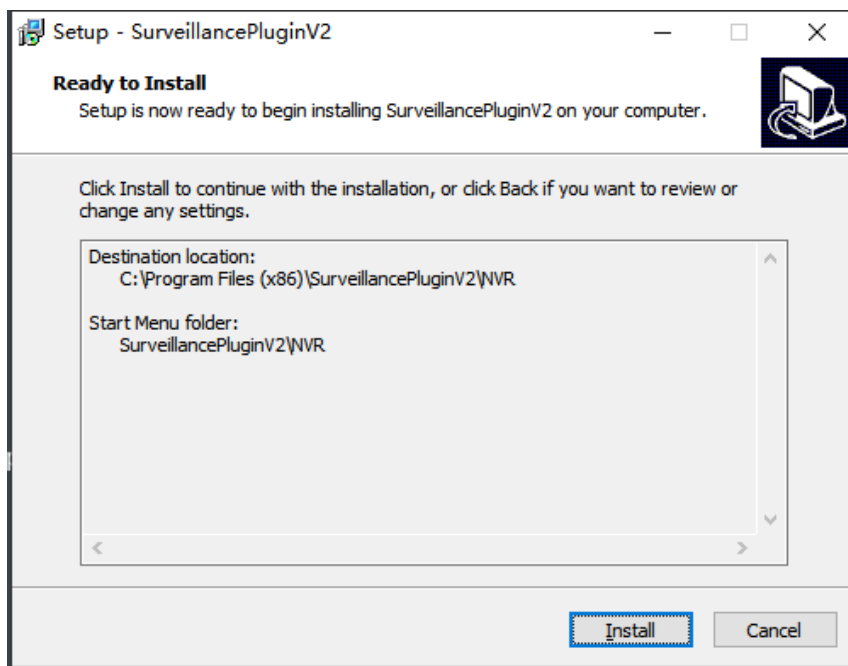 Setup - SurveillancePluginV2
Ready to Install
Setup is now ready to begin installing SurveillancePluginV2 on your computer.
Click Install to continue with the installation, or click Back if you want to review or
change any settings.
Destination location:
C:\Program Files (x86)\SurveillancePluginV2\NVR
Start Menu folder:
SurveillancePluginV2\NVR
Install
Cancel